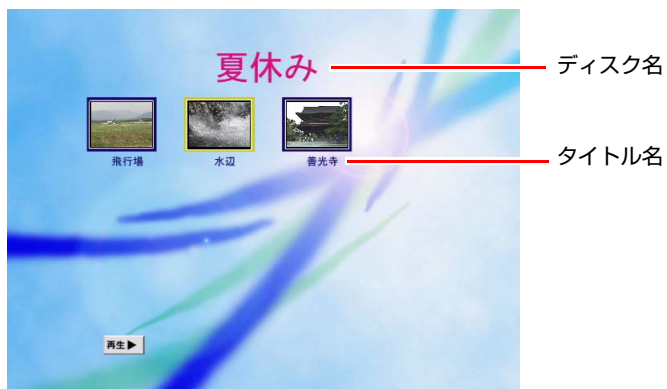 夏休み
ディスク名
飛行場 水辺 善光寺
タイトル名
再生▶